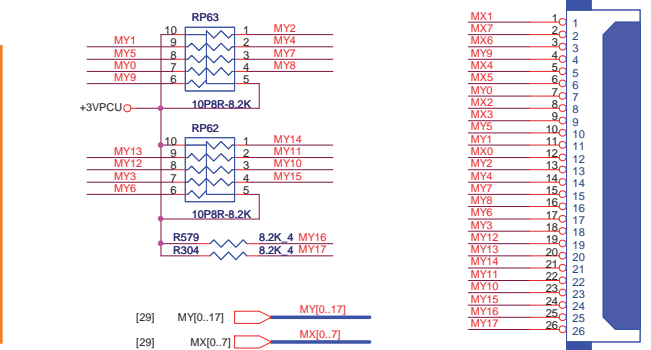 RP63
10 1 MY2
MY1 9 2 MY4
MY5 8 3 MY7
MY0 7 4 MY8
MY9 6 5
+3VPCU
10P8R-8.2K
RP62
10 1 MY14
MY13 9 2 MY11
MY12 8 3 MY10
MY3 7 4 MY15
MY6 6 5
10P8R-8.2K
R579 8.2K_4 MY16
R304 8.2K_4 MY17
[29] MY[0..17] MY[0..17]
[29] MX[0..7] MX[0..7]
MX1 1 1
MX7 2 2
MX6 3 3
MY9 4 4
MX4 5 5
MX5 6 6
MY0 7 7
MX2 8 8
MX3 9 9
MY5 10 10
MY1 11 11
MX0 12 12
MY2 13 13
MY4 14 14
MY7 15 15
MY8 16 16
MY6 17 17
MY3 18 18
MY12 19 19
MY13 20 20
MY14 21 21
MY11 22 22
MY10 23 23
MY15 24 24
MY16 25 25
MY17 26 26